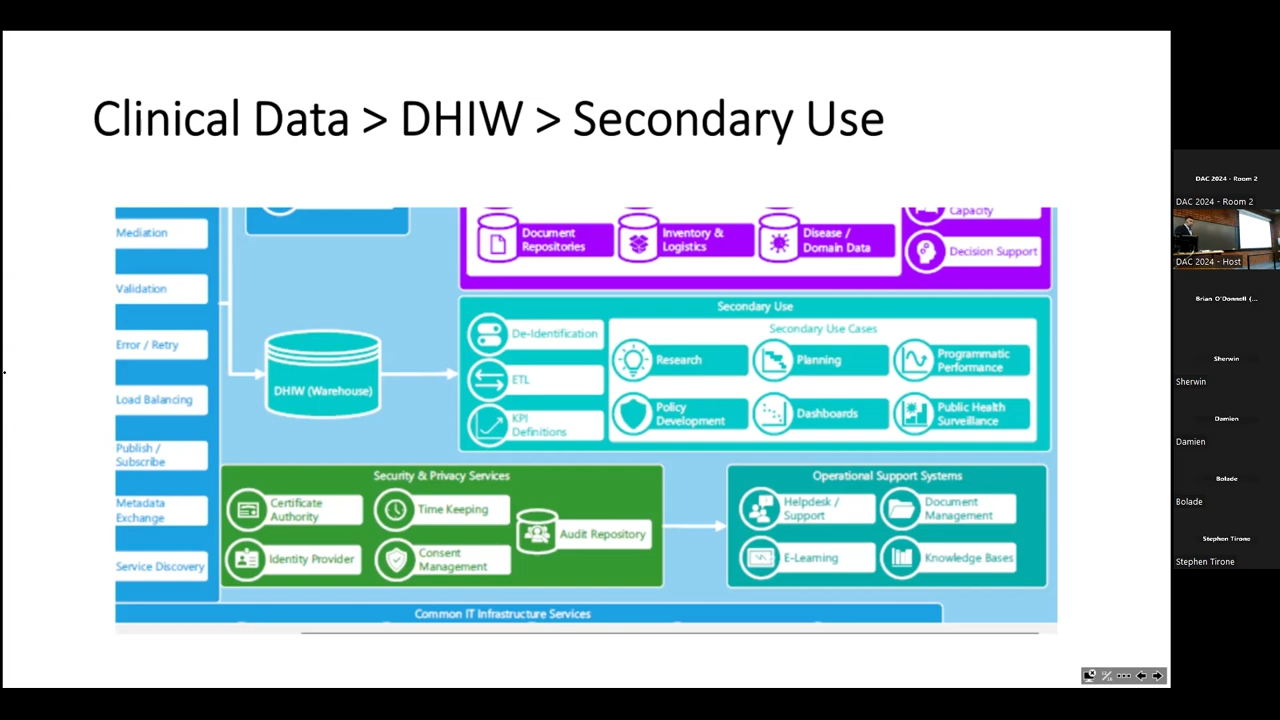 Clinical Data > DHIW > Secondary Use
Mediation
Validation
Error / Retry
Load Balancing
Publish /
Subscribe
Metadata
Exchange
Service Discovery
Document
Repositories
Inventory &
Logistics
Disease /
Domain Data
Capacity
Decision Support
DHIW (Warehouse)
Secondary Use
De-Identification
ETL
KPI
Definitions
Secondary Use Cases
Research
Planning
Programmatic
Performance
Policy
Development
Dashboards
Public Health
Surveillance
Security & Privacy Services
Certificate
Authority
Time Keeping
Audit Repository
Identity Provider
Consent
Management
Operational Support Systems
Helpdesk /
Support
Document
Management
E-Learning
Knowledge Bases
Common IT Infrastructure Services
DAC 2024 - Room 2
DAC 2024 - Room 2
DAC 2024 - Host
Brian O'Donnell (...
Sherwin
Sherwin
Damien
Damien
Bolade
Bolade
Stephen Tirone
Stephen Tirone